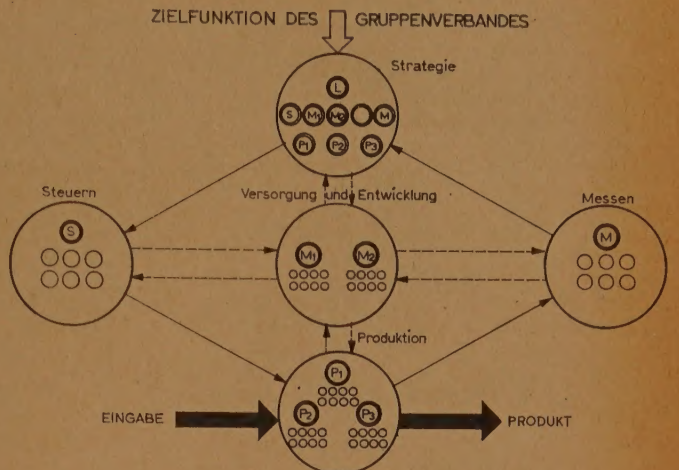 ZIELFUNKTION DES GRUPPENVERBANDES
Strategie
L
S M1 M2 M
P1 P2 P3
Steuern
Versorgung und Entwicklung
Messen
S
M1 M2
M
Produktion
P1
P2 P3
EINGABE
PRODUKT